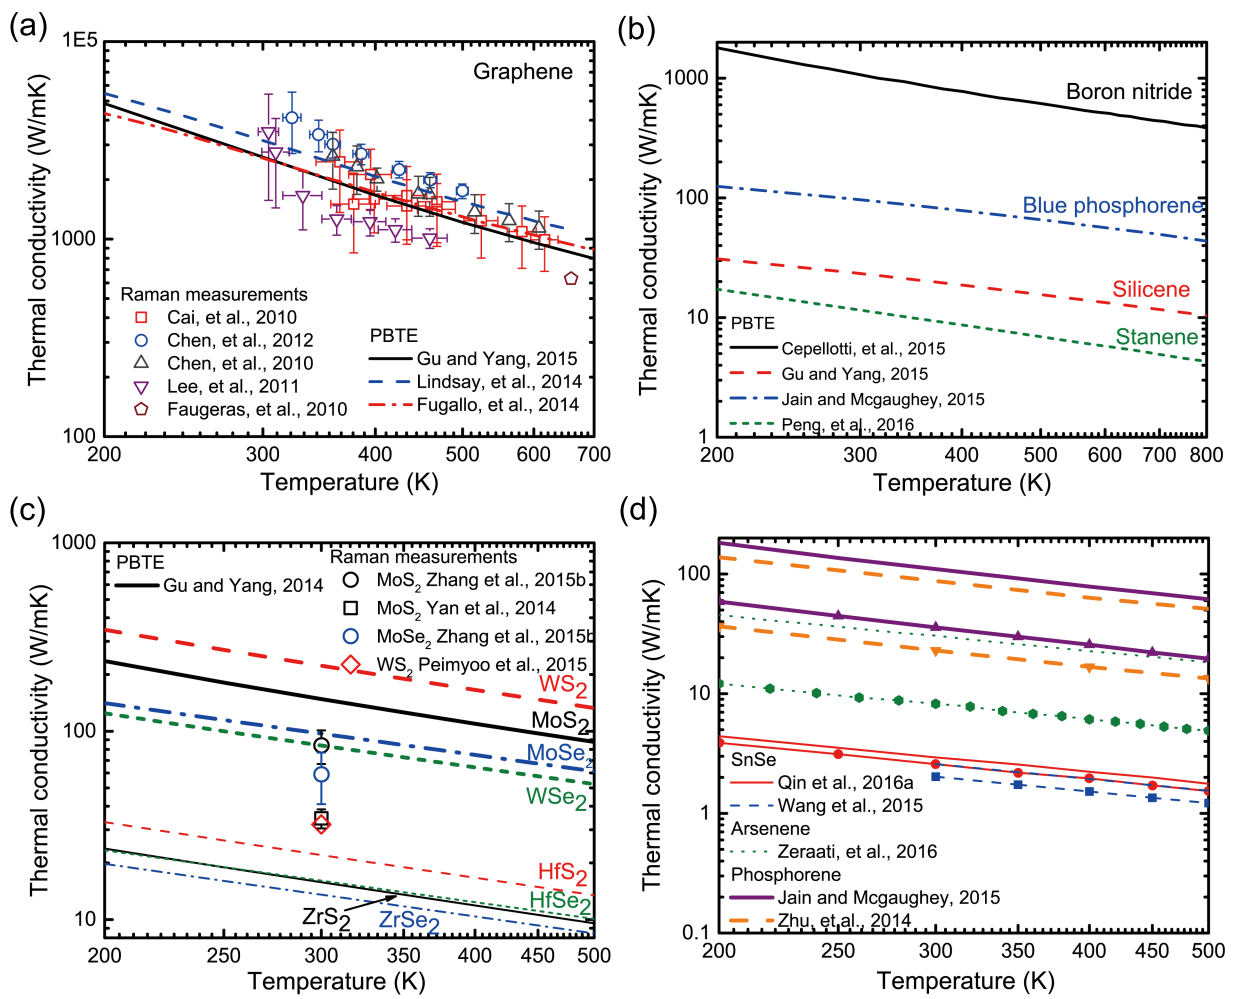 (a)
1E5
1000
100
Thermal conductivity (W/mK)
Graphene
Raman measurements
Cai, et al., 2010
Chen, et al., 2012
Chen, et al., 2010
Lee, et al., 2011
Faugeras, et al., 2010
PBTE
Gu and Yang, 2015
Lindsay, et al., 2014
Fugallo, et al., 2014
200 300 400 500 600 700
Temperature (K)
(b)
1000
100
10
1
Thermal conductivity (W/mK)
Boron nitride
Blue phosphorene
Silicene
Stanene
PBTE
Cepellotti, et al., 2015
Gu and Yang, 2015
Jain and Mcgaughey, 2015
Peng, et al., 2016
200 300 400 500 600 700 800
Temperature (K)
(c)
1000
100
10
Thermal conductivity (W/mK)
PBTE
Gu and Yang, 2014
Raman measurements
MoS2 Zhang et al., 2015b
MoS2 Yan et al., 2014
MoSe2 Zhang et al., 2015b
WS2 Peimyoo et al., 2015
WS2
MoS2
MoSe2
WSe2
HfS2
HfSe2
ZrS2
ZrSe2
200 250 300 350 400 450 500
Temperature (K)
(d)
100
10
1
0.1
Thermal conductivity (W/mK)
SnSe
Qin et al., 2016a
Wang et al., 2015
Arsenene
Zeraati, et al., 2016
Phosphorene
Jain and Mcgaughey, 2015
Zhu, et al., 2014
200 250 300 350 400 450 500
Temperature (K)